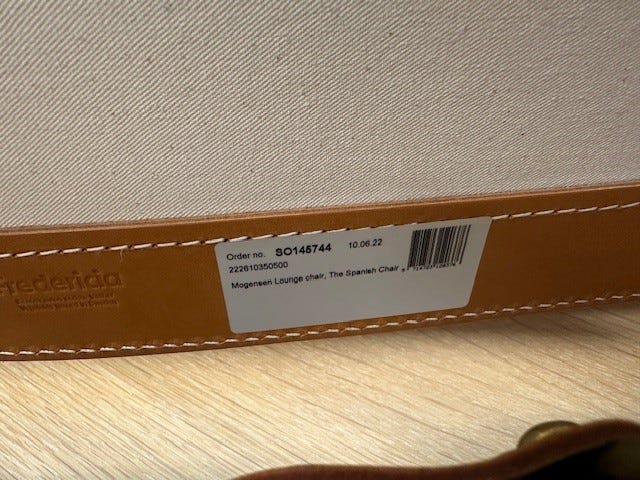 Fredericia
Order no. SO145744 10.06.22
222610350500
Mogensen Lounge chair, The Spanish Chair